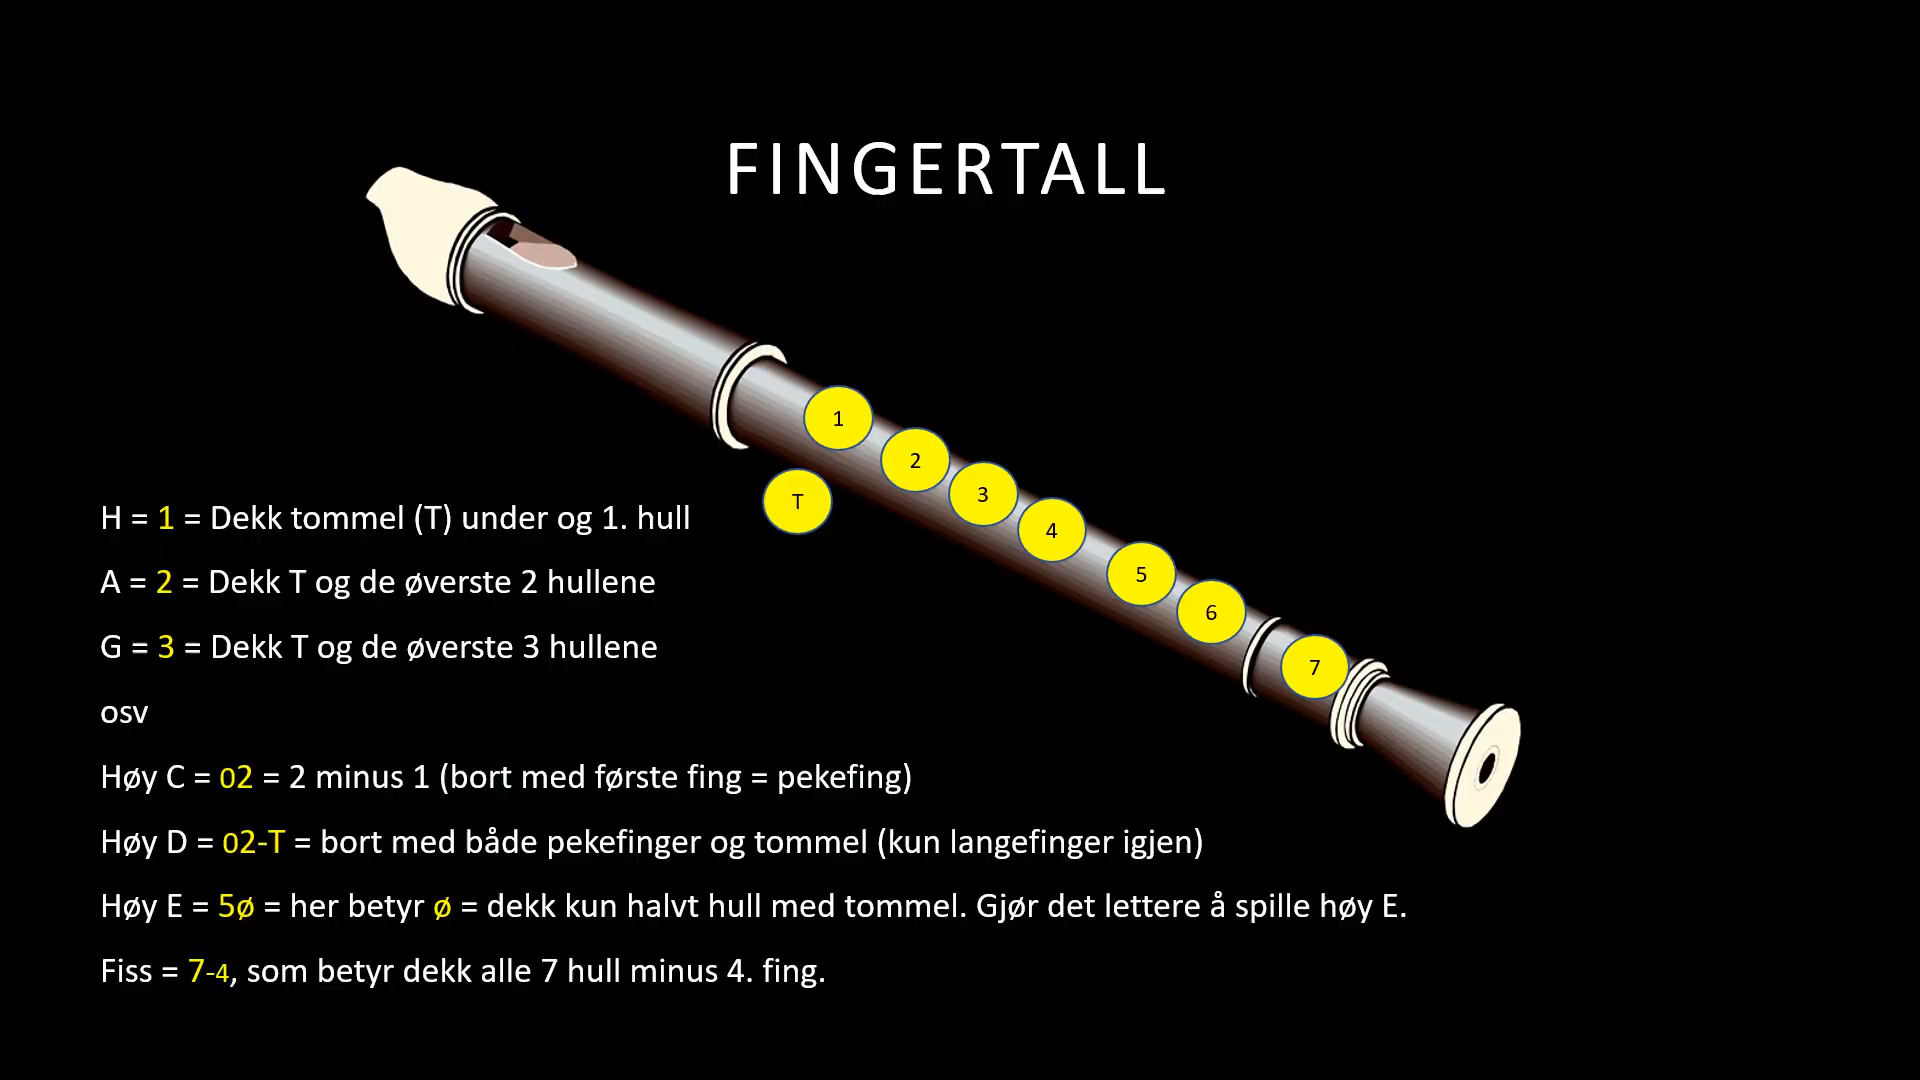 FINGERTALL
1
2
3
4
5
6
7
T
H = 1 = Dekk tommel (T) under og 1. hull
A = 2 = Dekk T og de øverste 2 hullene
G = 3 = Dekk T og de øverste 3 hullene
osv
Høy C = o2 = 2 minus 1 (bort med første fing = pekefing)
Høy D = o2-T = bort med både pekefinger og tommel (kun langefinger igjen)
Høy E = 5ø = her betyr ø = dekk kun halvt hull med tommel. Gjør det lettere å spille høy E.
Fiss = 7-4, som betyr dekk alle 7 hull minus 4. fing.